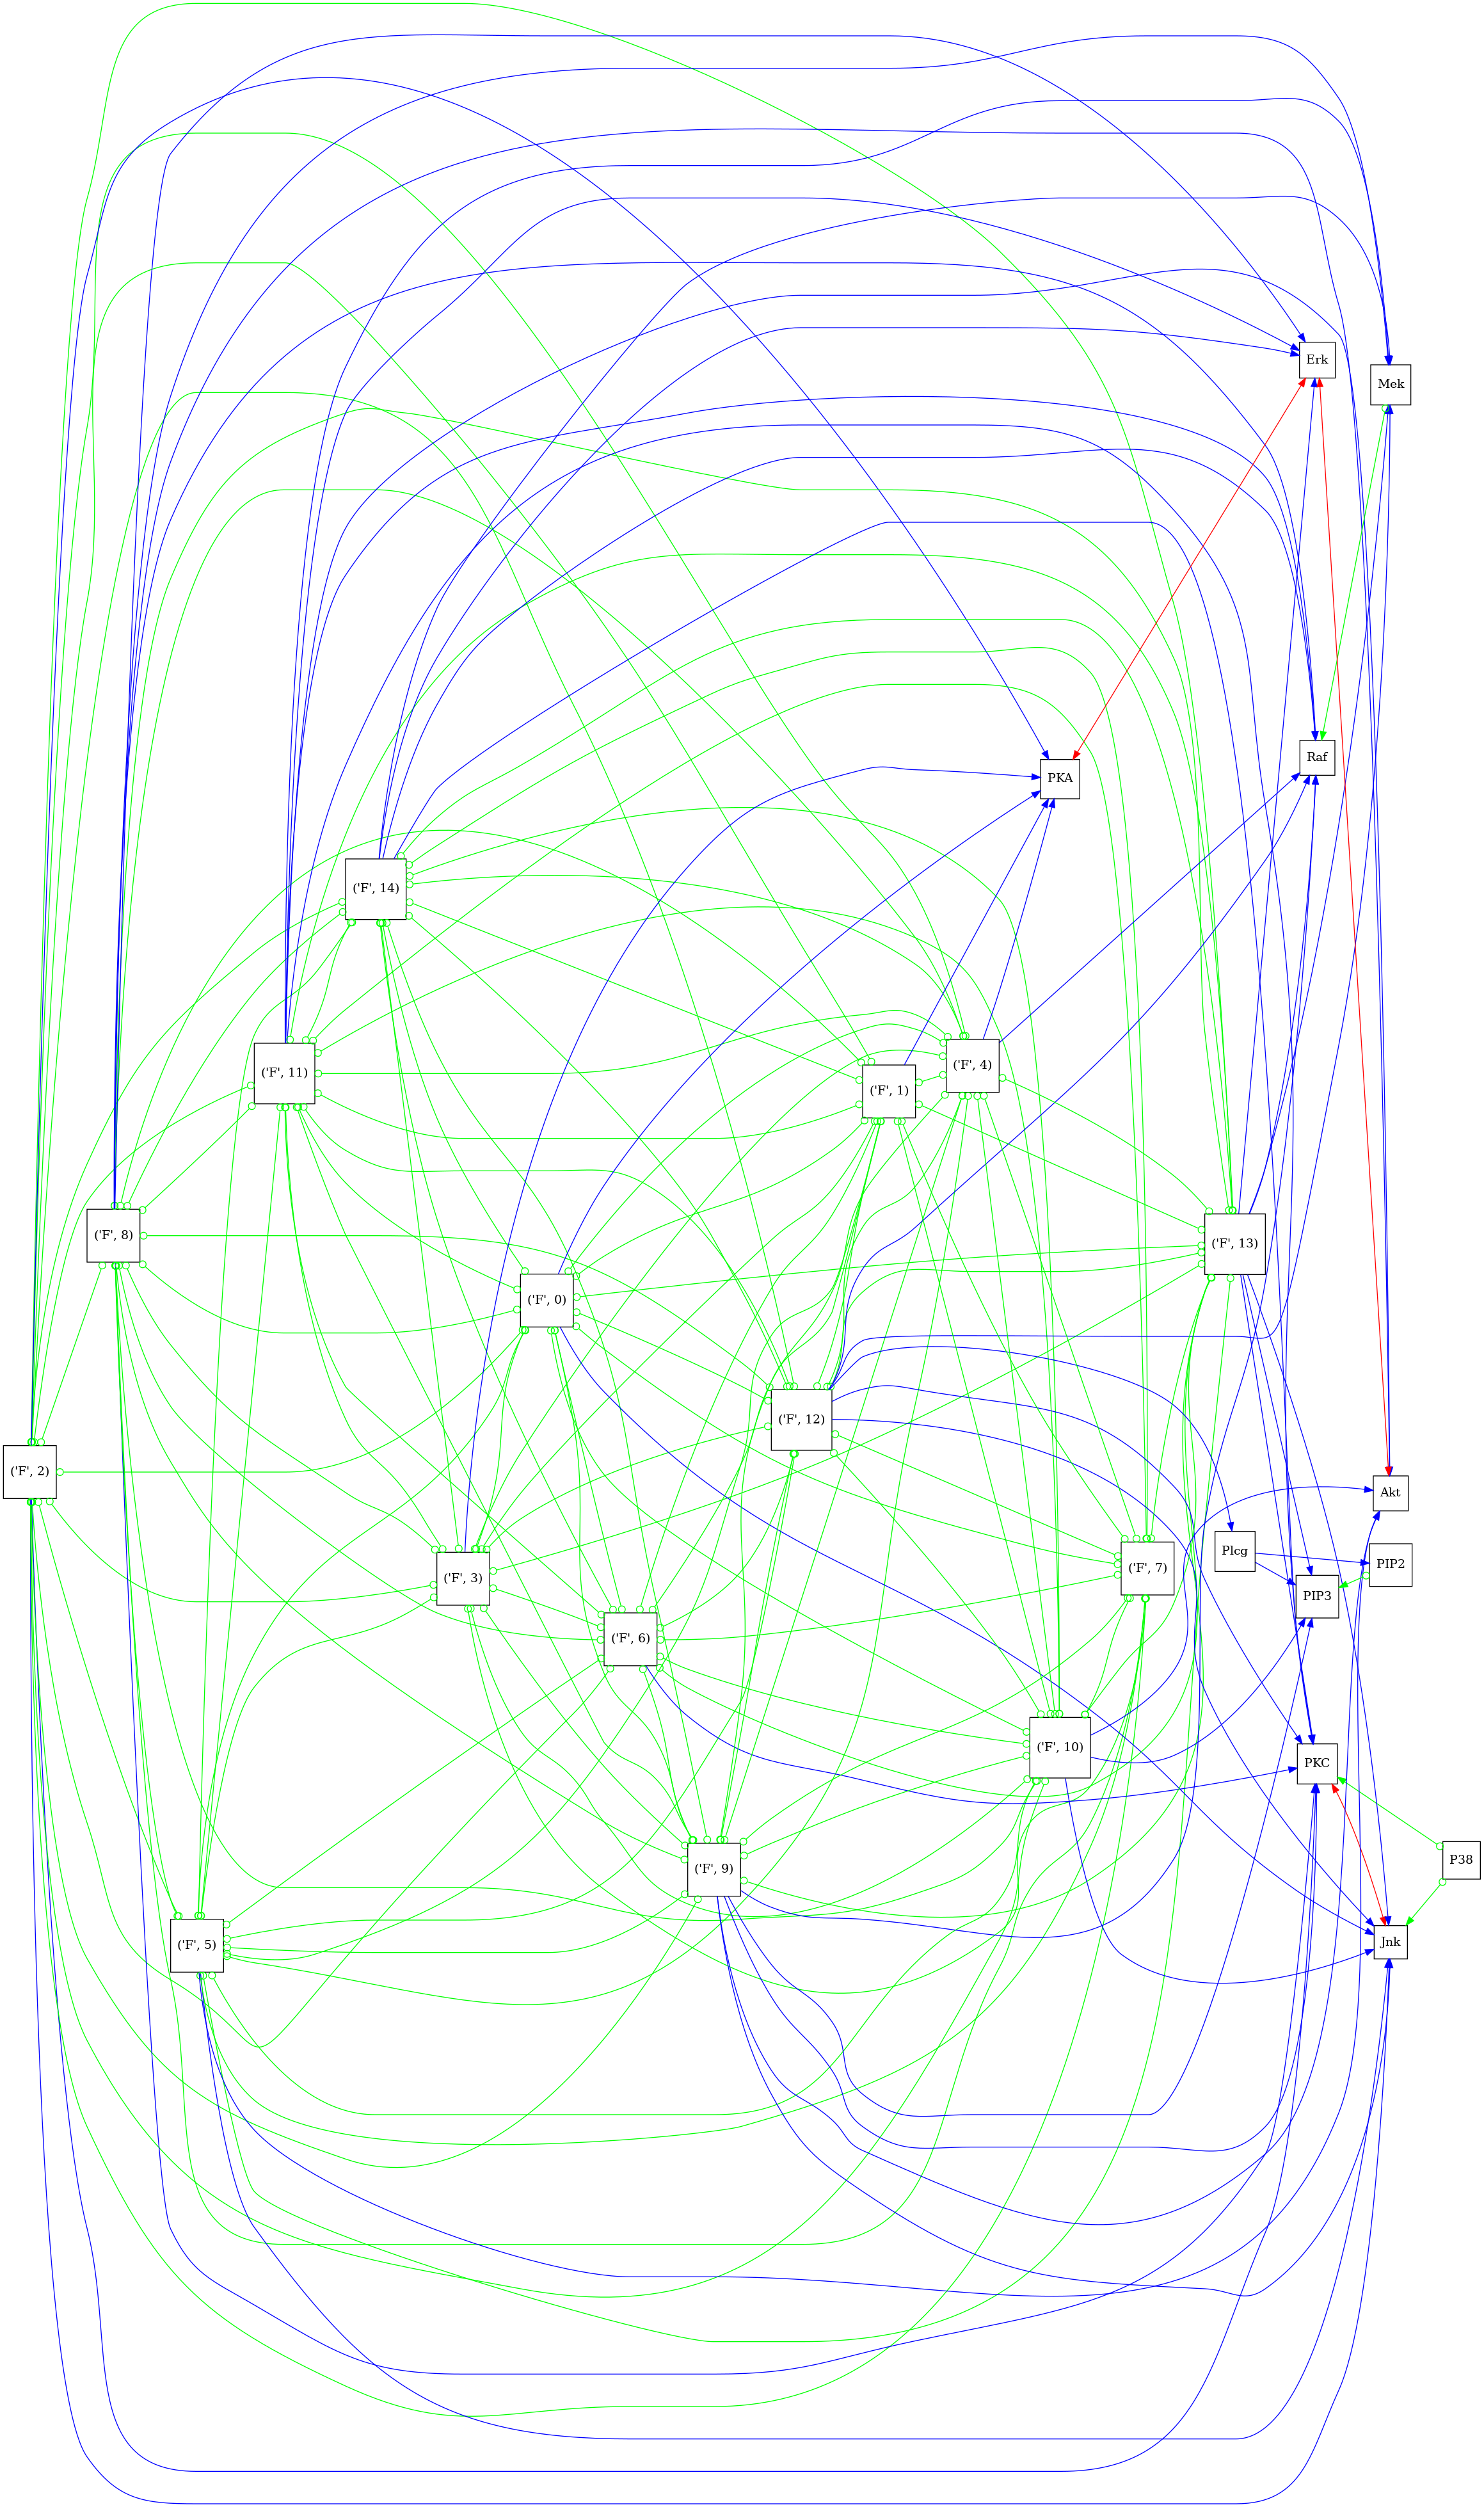 Erk
Mek
Raf
PKA
('F', 14)
('F', 11)
('F', 4)
('F', 1)
('F', 8)
('F', 13)
('F', 0)
('F', 12)
('F', 2)
Akt
Plcg
PIP2
('F', 7)
('F', 3)
PIP3
('F', 6)
('F', 10)
PKC
P38
('F', 9)
Jnk
('F', 5)